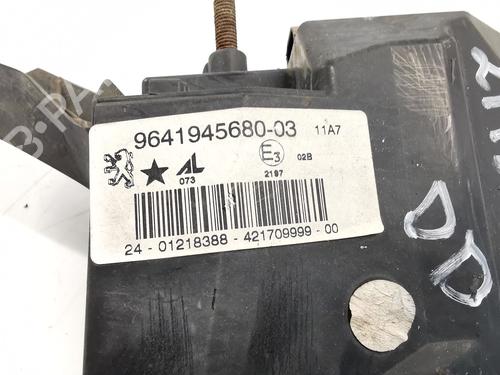 9641945680-03 11A7
AL E3 02B
073 2197
24 - 01218388 - 421709999 - 00
DD